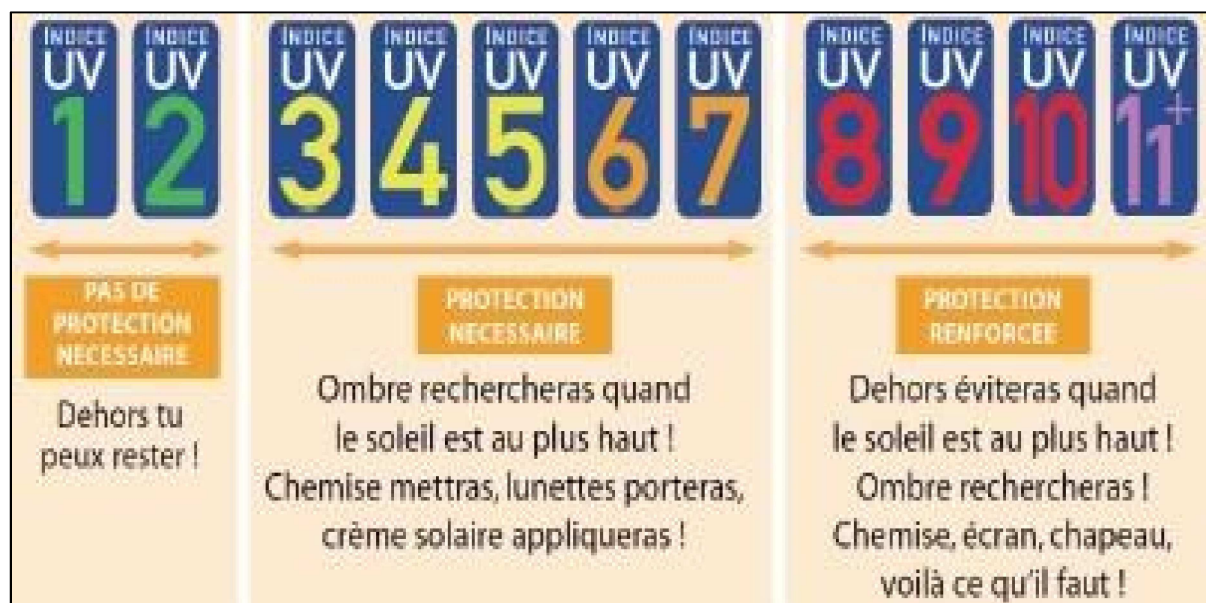 INDICE UV 1
INDICE UV 2
INDICE UV 3
INDICE UV 4
INDICE UV 5
INDICE UV 6
INDICE UV 7
INDICE UV 8
INDICE UV 9
INDICE UV 10
INDICE UV 11+
PAS DE
PROTECTION
NECESSAIRE
Dehors tu
peux rester !
PROTECTION
NECESSAIRE
Ombre rechercheras quand
le soleil est au plus haut !
Chemise mettras, lunettes porteras,
crème solaire appliqueras !
PROTECTION
RENFORCEE
Dehors éviteras quand
le soleil est au plus haut !
Ombre rechercheras !
Chemise, écran, chapeau,
voilà ce qu'il faut !